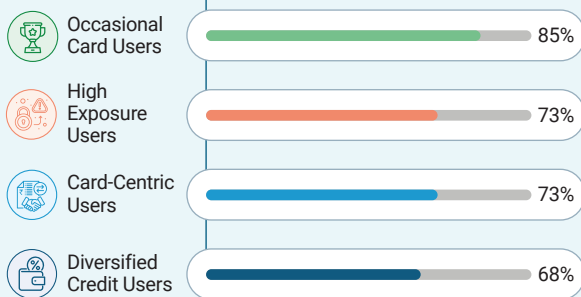 Occasional
Card Users
85%
High
Exposure
Users
73%
Card-Centric
Users
73%
Diversified
Credit Users
68%